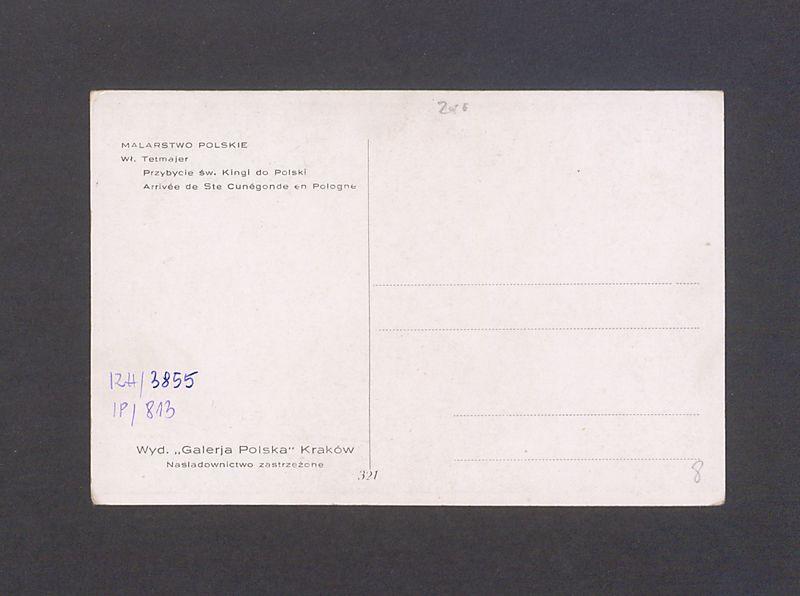 MALARSTWO POLSKIE
Wł. Tetmajer
Przybycie św. Kingi do Polski
Arrivée de Ste Cunégonde en Pologne
RH/3855
IP/813
Wyd. „Galerja Polska" Kraków
Naśladownictwo zastrzeżone
321
8